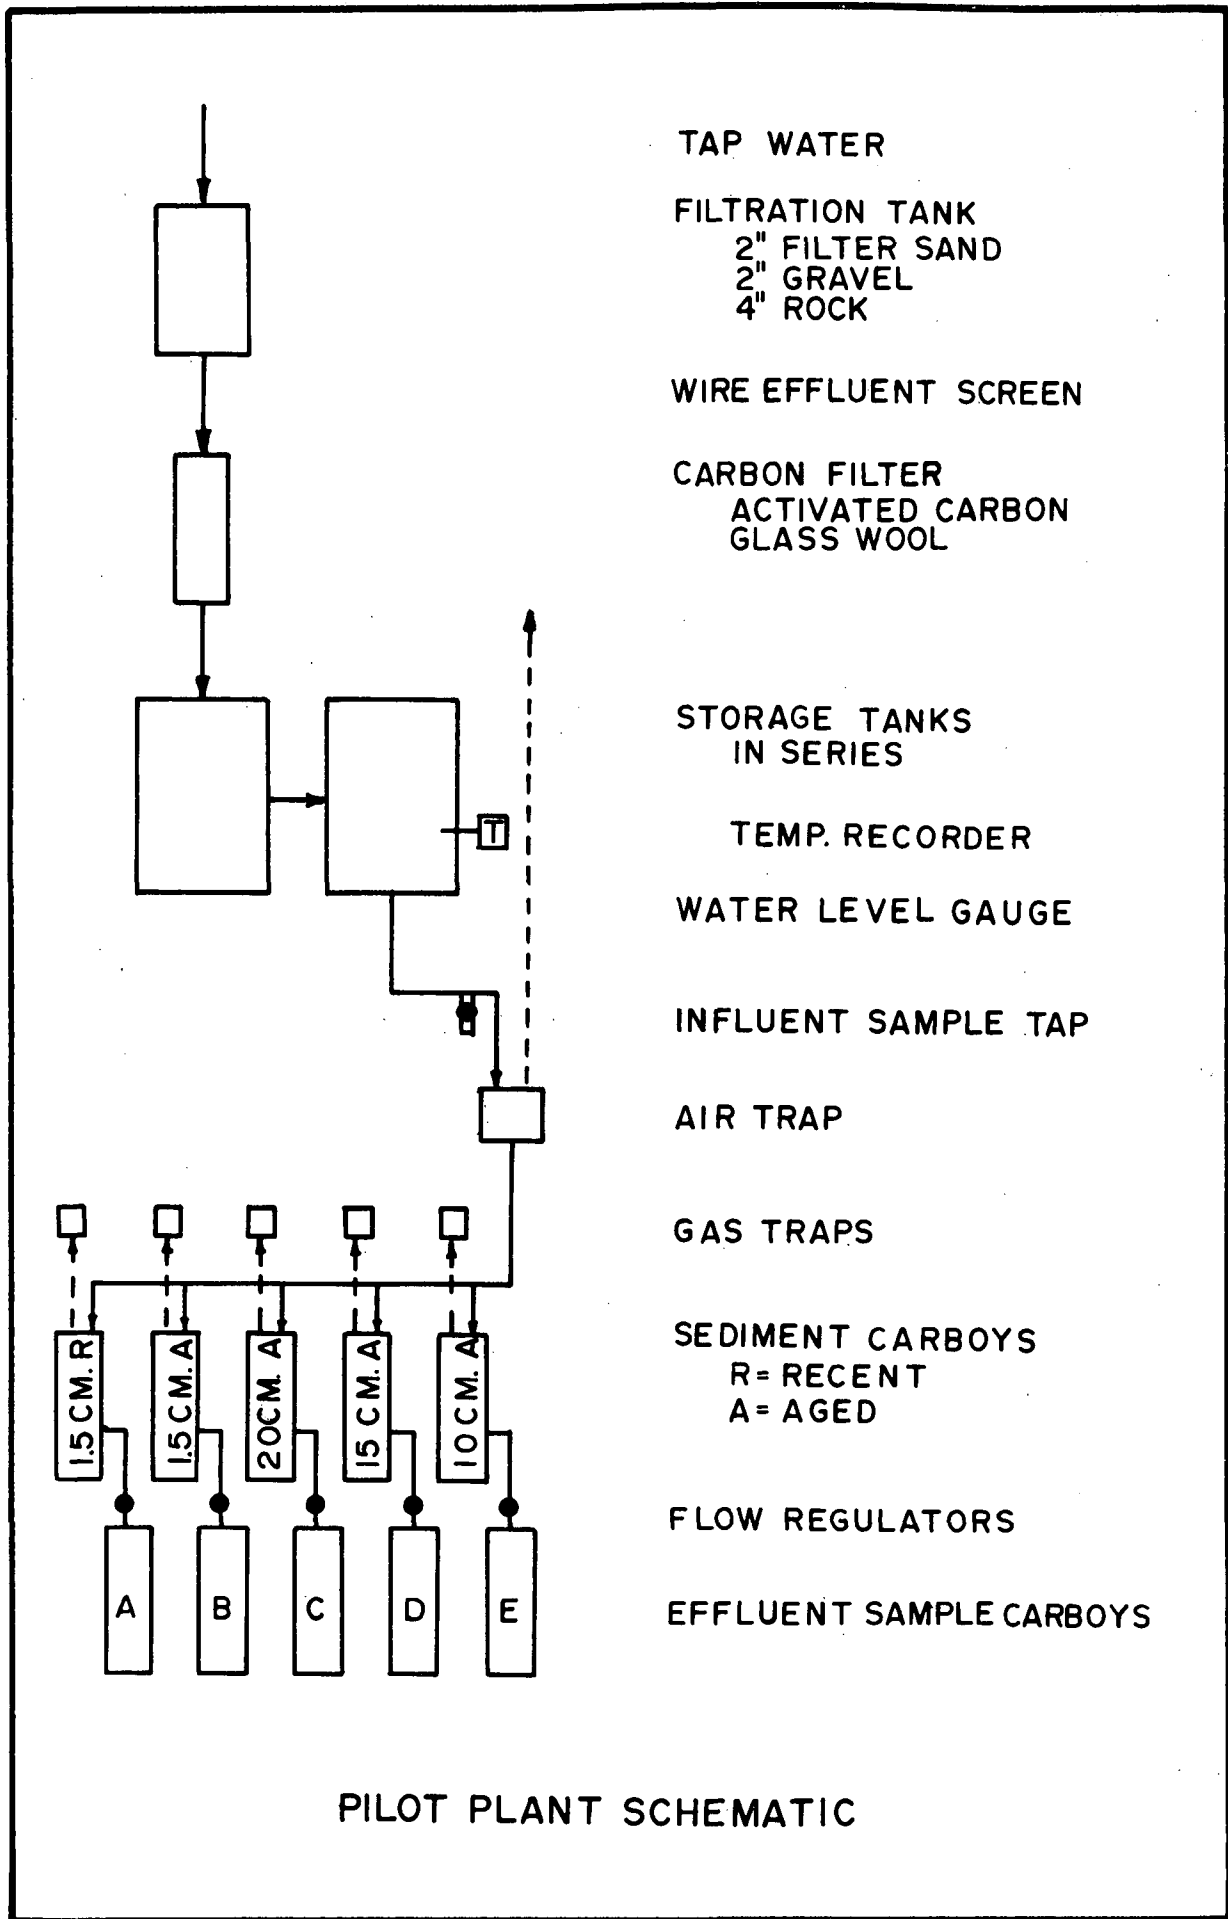 TAP WATER
FILTRATION TANK
2" FILTER SAND
2" GRAVEL
4" ROCK
WIRE EFFLUENT SCREEN
CARBON FILTER
ACTIVATED CARBON
GLASS WOOL
STORAGE TANKS
IN SERIES
T
TEMP. RECORDER
WATER LEVEL GAUGE
INFLUENT SAMPLE TAP
AIR TRAP
GAS TRAPS
1.5 CM. R
1.5 CM. A
20CM. A
15 CM. A
10 CM. A
SEDIMENT CARBOYS
R = RECENT
A = AGED
FLOW REGULATORS
A
B
C
D
E
EFFLUENT SAMPLE CARBOYS
PILOT PLANT SCHEMATIC